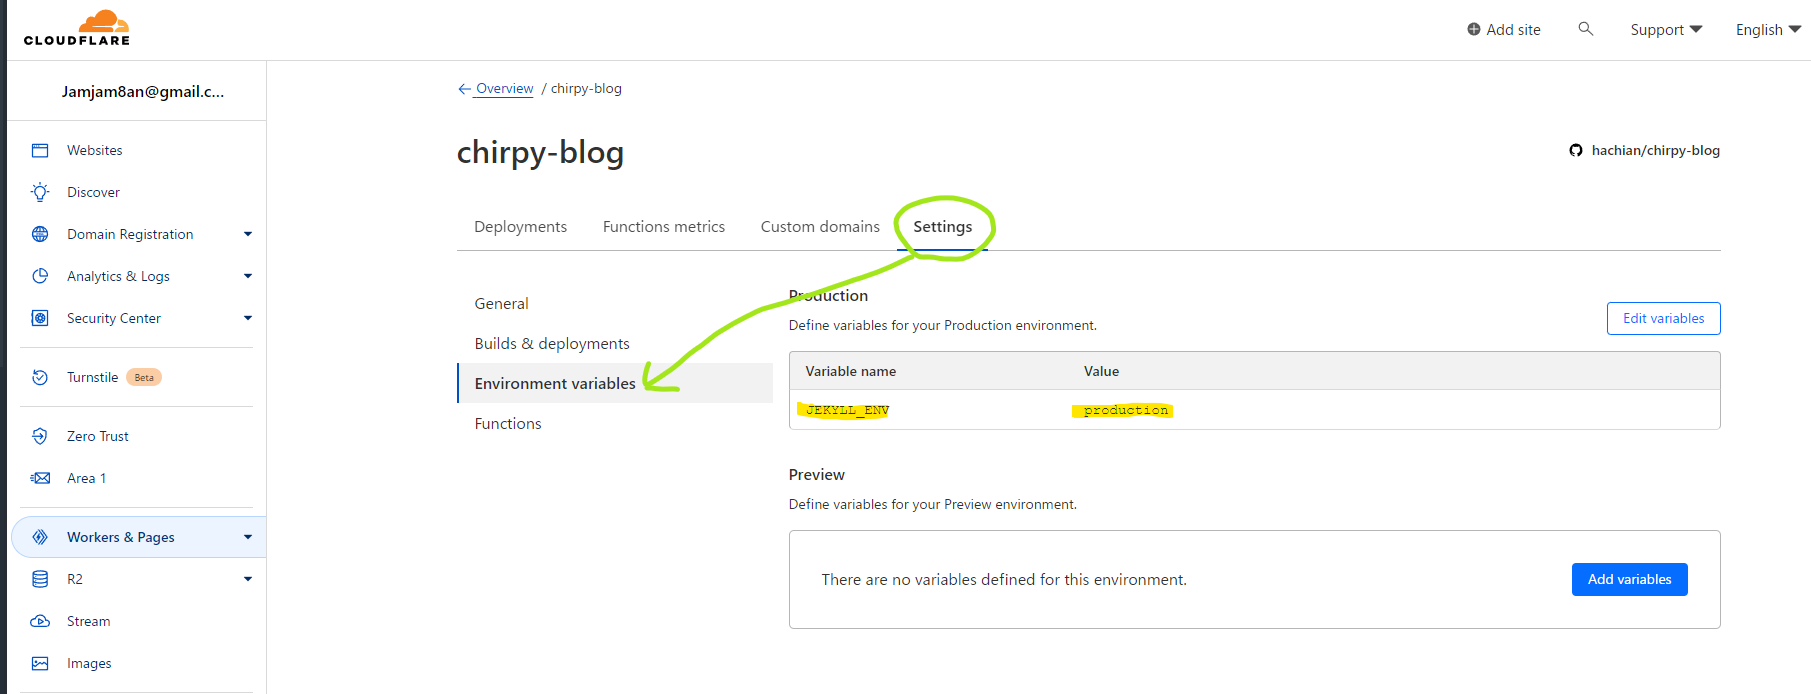 CLOUDFLARE
Add site
Support
English
Jamjam8an@gmail.c...
Websites
Discover
Domain Registration
Analytics & Logs
Security Center
Turnstile Beta
Zero Trust
Area 1
Workers & Pages
R2
Stream
Images
Overview / chirpy-blog
chirpy-blog
hachian/chirpy-blog
Deployments Functions metrics Custom domains Settings
General
Builds & deployments
Environment variables
Functions
Production
Define variables for your Production environment.
Edit variables
Variable name Value
JEKYLL_ENV production
Preview
Define variables for your Preview environment.
There are no variables defined for this environment.
Add variables